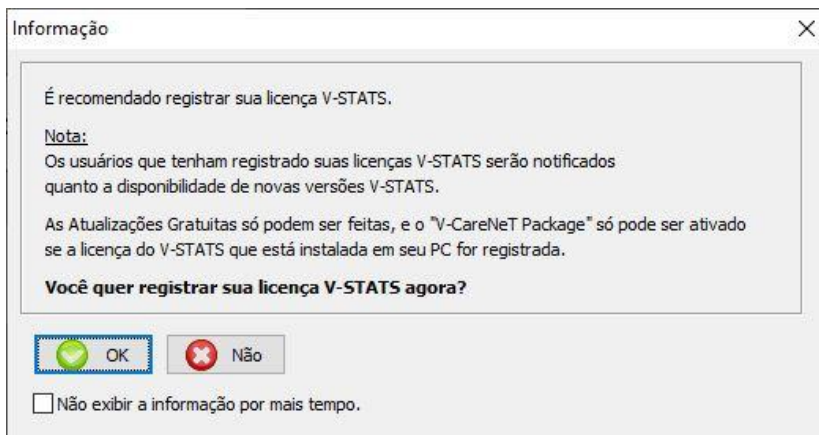 Informação
É recomendado registrar sua licença V-STATS.
Nota:
Os usuários que tenham registrado suas licenças V-STATS serão notificados
quanto a disponibilidade de novas versões V-STATS.
As Atualizações Gratuitas só podem ser feitas, e o "V-CareNeT Package" só pode ser ativado
se a licença do V-STATS que está instalada em seu PC for registrada.
Você quer registrar sua licença V-STATS agora?
OK
Não
Não exibir a informação por mais tempo.